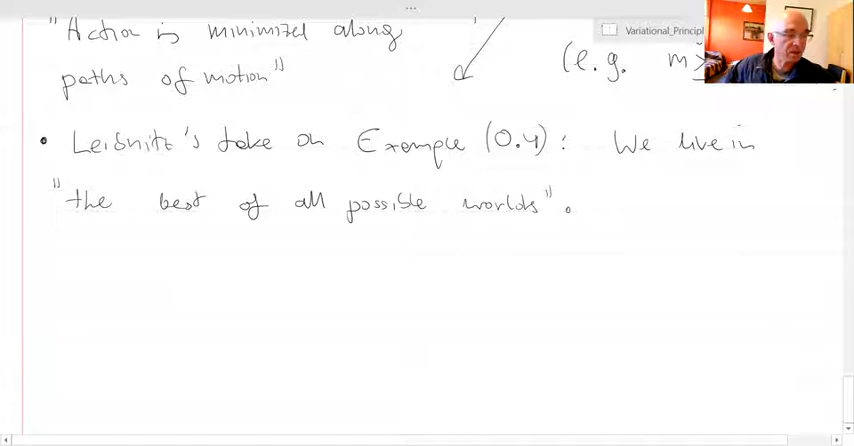 "Action is minimized along
paths of motion"
Variational_Princip
(e.g. m
• Leibnitz's take on Example (0.4): We live in
"the best of all possible worlds".